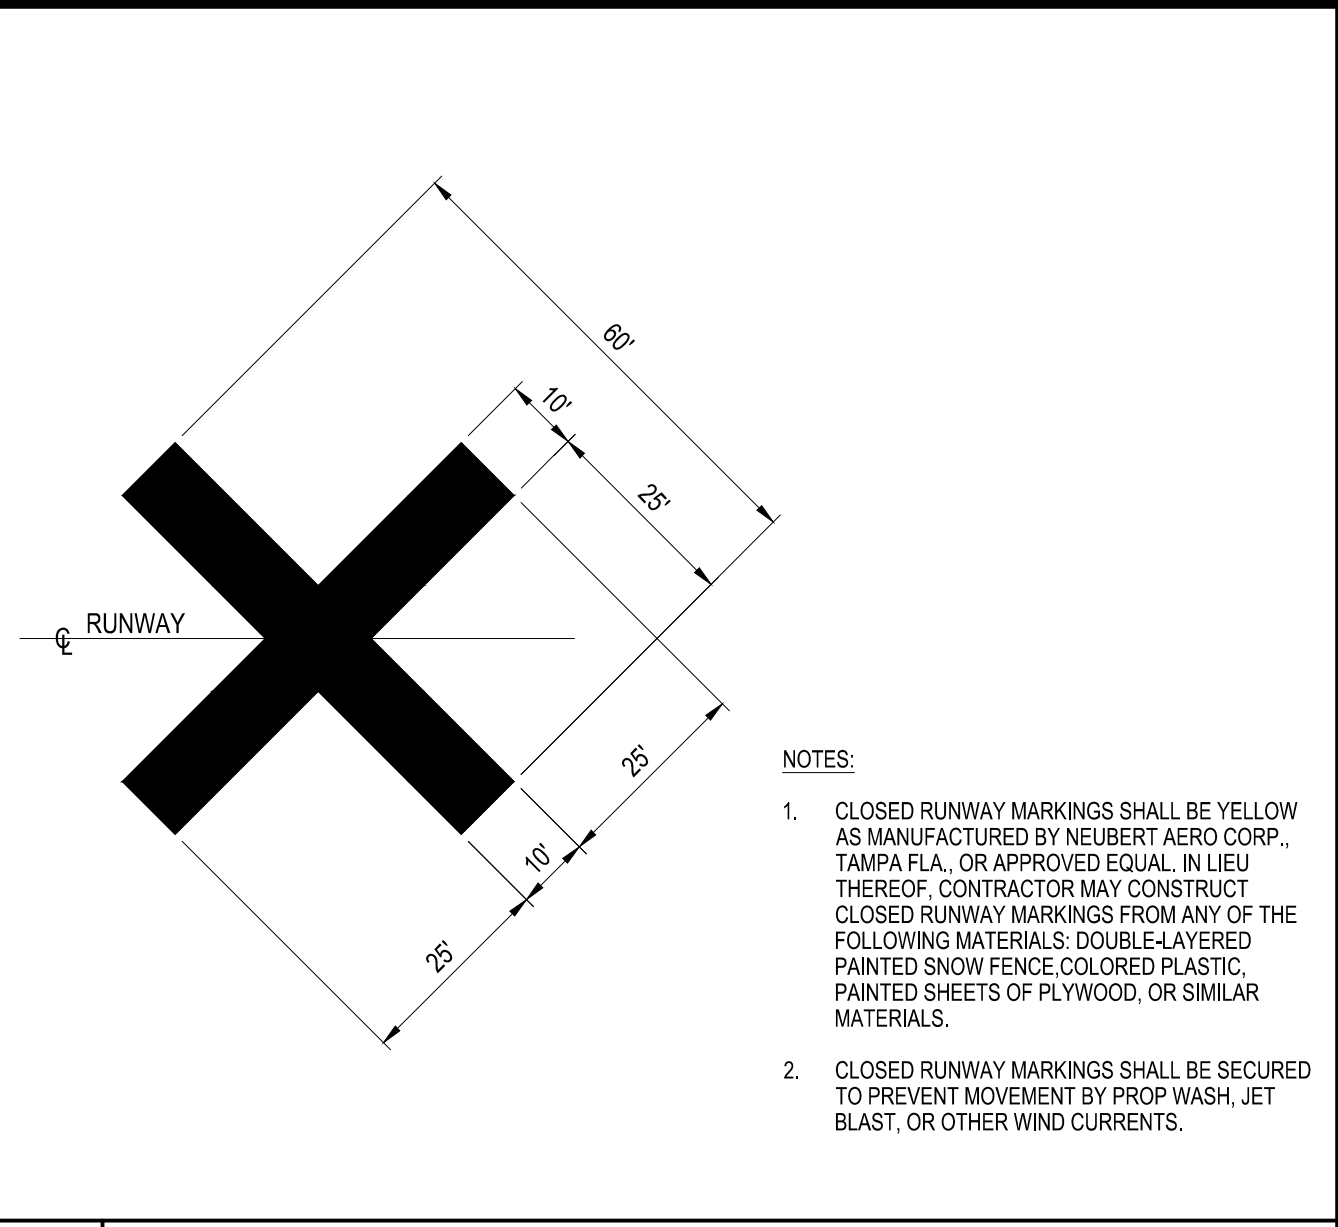 60'
10'
25'
℄ RUNWAY
25'
10'
25'
NOTES:
1. CLOSED RUNWAY MARKINGS SHALL BE YELLOW
AS MANUFACTURED BY NEUBERT AERO CORP.,
TAMPA FLA., OR APPROVED EQUAL. IN LIEU
THEREOF, CONTRACTOR MAY CONSTRUCT
CLOSED RUNWAY MARKINGS FROM ANY OF THE
FOLLOWING MATERIALS: DOUBLE-LAYERED
PAINTED SNOW FENCE,COLORED PLASTIC,
PAINTED SHEETS OF PLYWOOD, OR SIMILAR
MATERIALS.
2. CLOSED RUNWAY MARKINGS SHALL BE SECURED
TO PREVENT MOVEMENT BY PROP WASH, JET
BLAST, OR OTHER WIND CURRENTS.